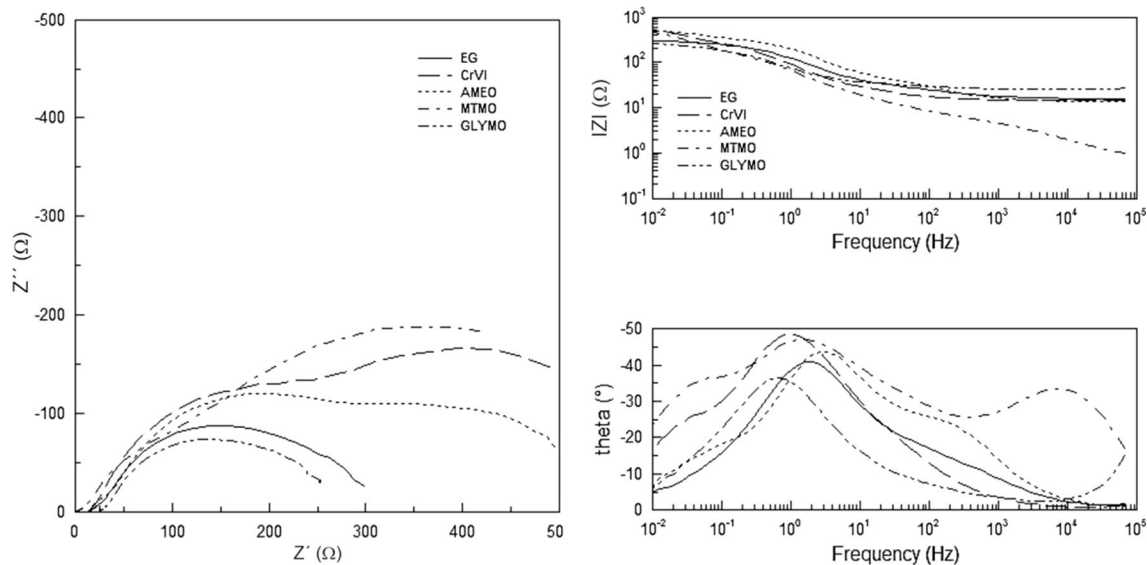 -500
-400
-300
-200
-100
0
0
100
200
300
400
500
Z´´ (Ω)
Z´ (Ω)
EG
CrVI
AMEO
MTMO
GLYMO
10³
10²
10¹
10⁰
10⁻¹
10⁻²
10⁻¹
10⁰
10¹
10²
10³
10⁴
10⁵
|Z| (Ω)
Frequency (Hz)
EG
CrVI
AMEO
MTMO
GLYMO
-50
-40
-30
-20
-10
0
10⁻²
10⁻¹
10⁰
10¹
10²
10³
10⁴
10⁵
theta (°)
Frequency (Hz)